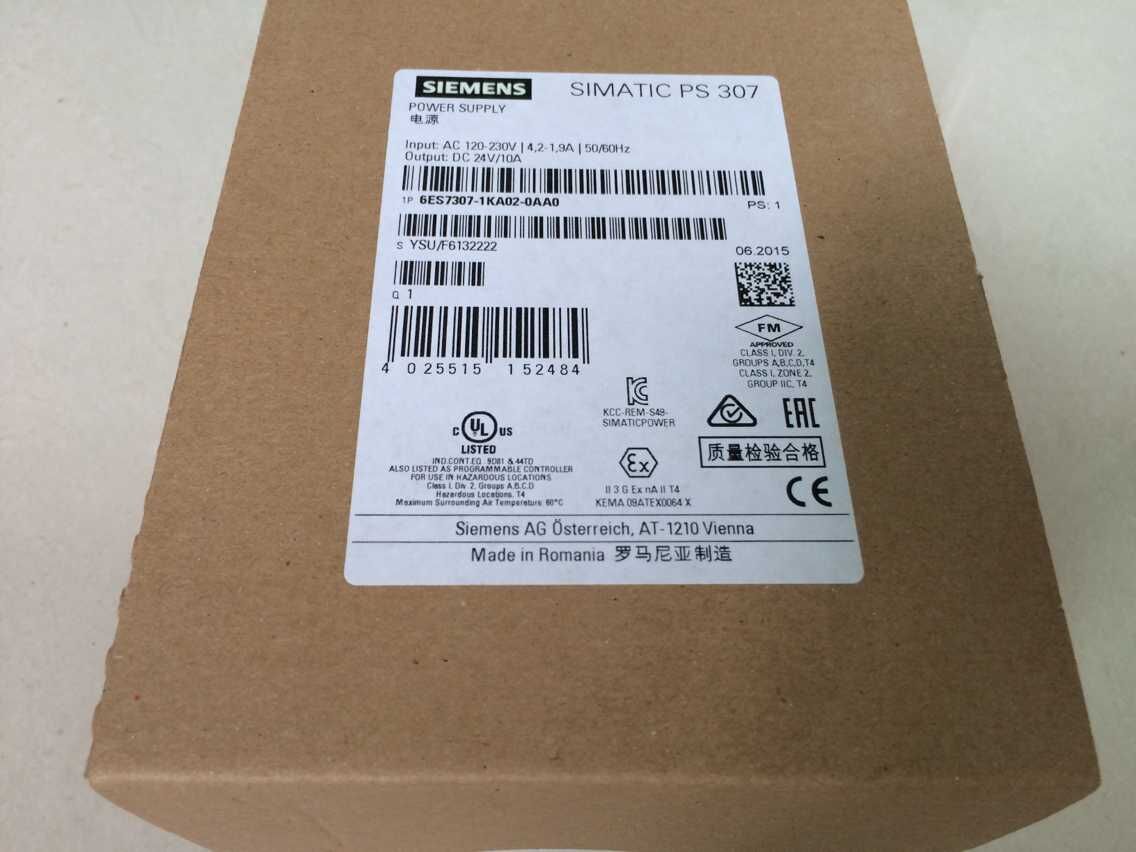 SIEMENS
SIMATIC PS 307
POWER SUPPLY
电源
Input: AC 120-230V | 4,2-1,9A | 50/60Hz
Output: DC 24V/10A
1P 6ES7307-1KA02-0AA0
PS: 1
S YSU/F6132222
06.2015
Q 1
4 025515 152484
FM
APPROVED
CLASS I, DIV. 2,
GROUPS A,B,C,D,T4
CLASS I, ZONE 2,
GROUP IIC, T4
KCC-REM-S49-
SIMATICPOWER
EAC
C UL US
LISTED
IND.CONT.EQ. 9D81 & 44TD
ALSO LISTED AS PROGRAMMABLE CONTROLLER
FOR USE IN HAZARDOUS LOCATIONS
Class I, Div. 2, Groups A,B,C,D
Hazardous Locations, T4
Maximum Surrounding Air Temperature: 60°C
Ex
II 3 G Ex nA II T4
KEMA 09ATEX0064 X
质量检验合格
CE
Siemens AG Österreich, AT-1210 Vienna
Made in Romania 罗马尼亚制造